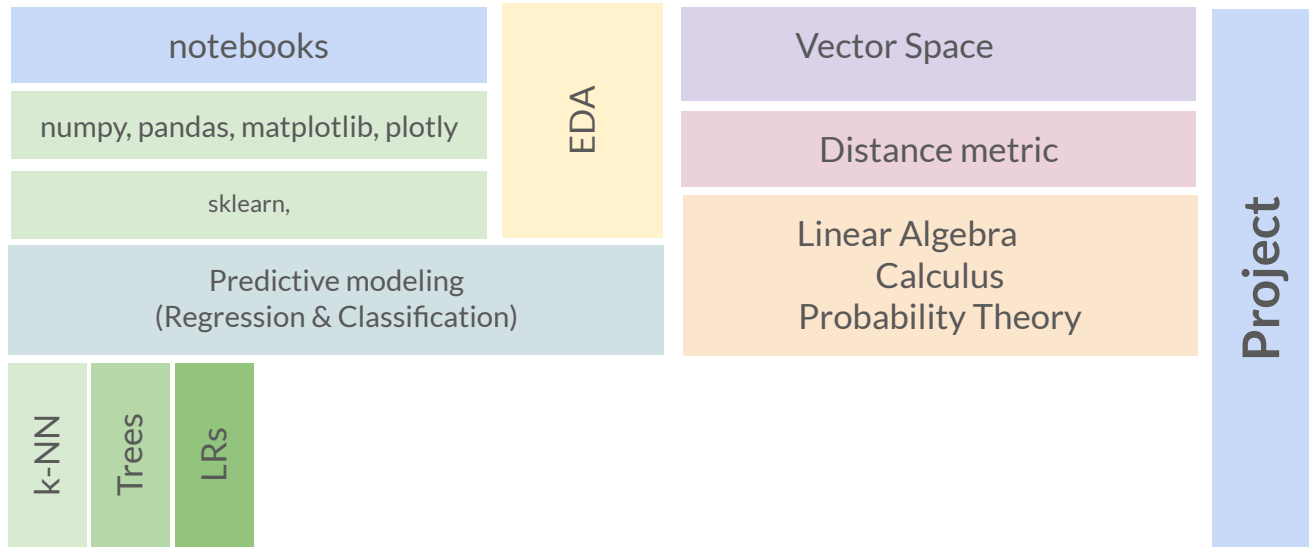 notebooks
numpy, pandas, matplotlib, plotly
sklearn,
EDA
Predictive modeling
(Regression & Classification)
k-NN
Trees
LRs
Vector Space
Distance metric
Linear Algebra
Calculus
Probability Theory
Project